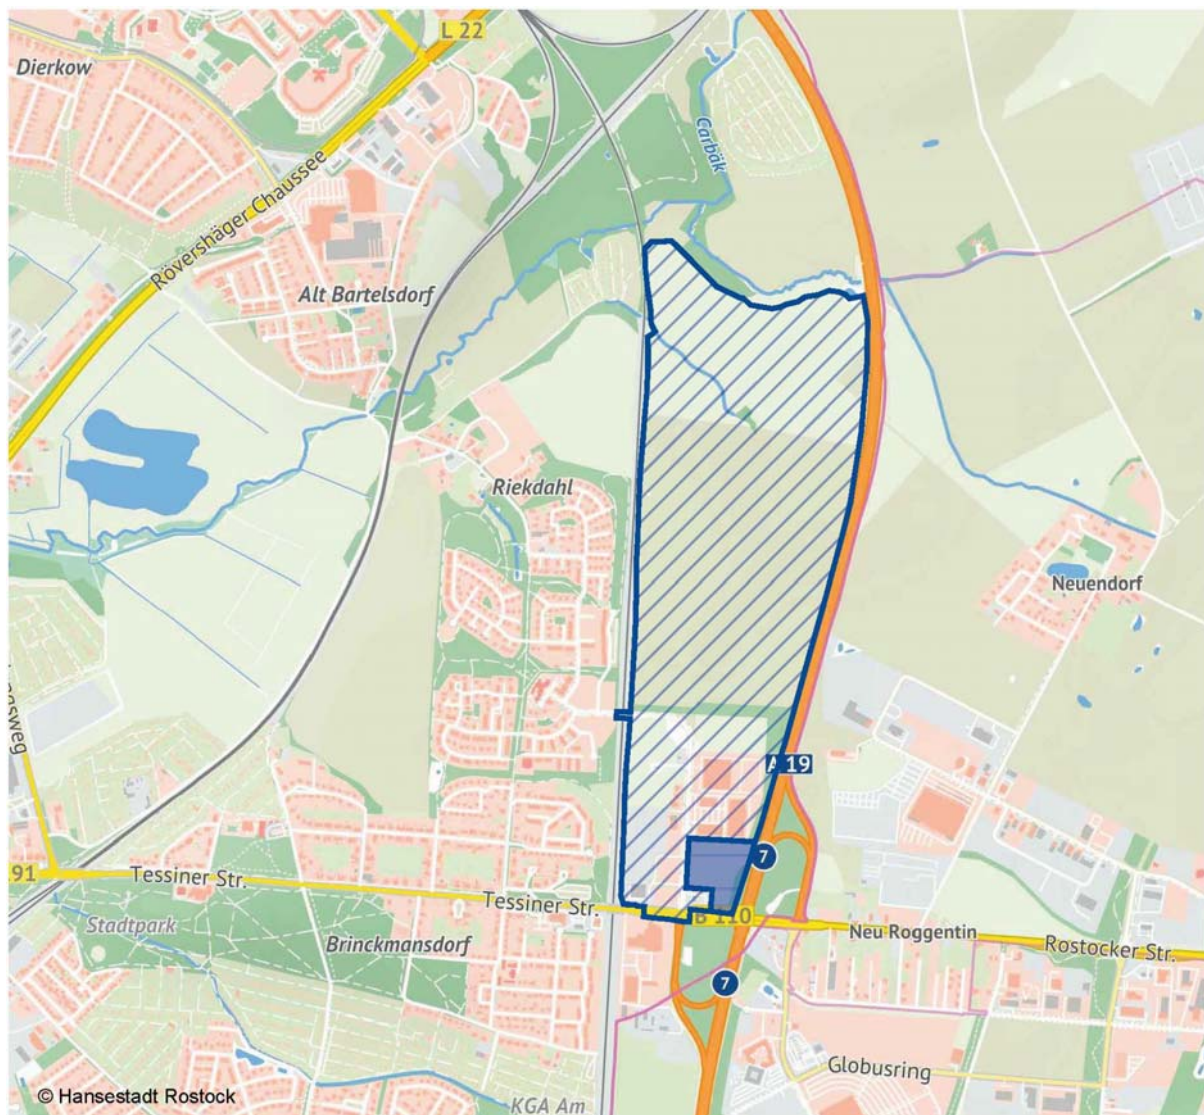 L 22
Dierkow
Carbäk
Rövershäger Chaussee
Alt Bartelsdorf
Riekdahl
Neuendorf
A 19
7
91
Tessiner Str.
Tessiner Str.
B 110
Stadtpark
Brinckmansdorf
Neu Roggentin
Rostocker Str.
7
Globusring
© Hansestadt Rostock
KGA Am